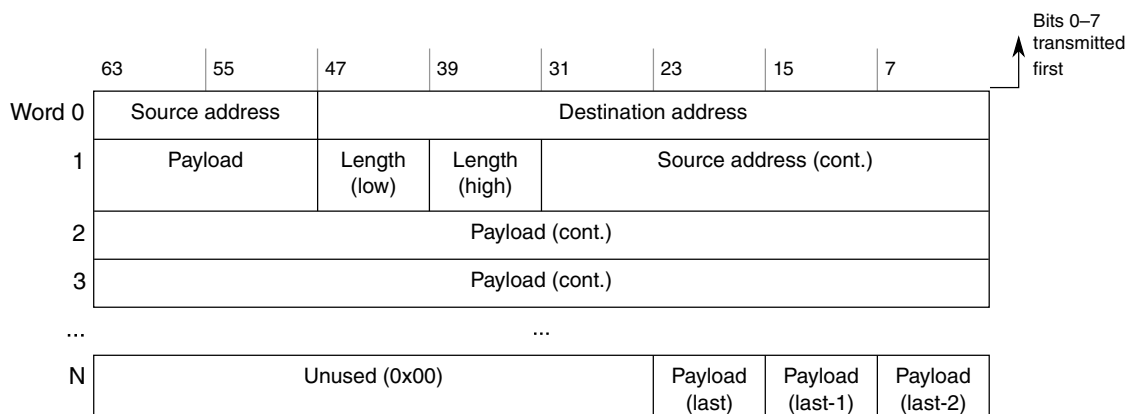 Bits 0–7
transmitted
first
63 55 47 39 31 23 15 7
Word 0 Source address Destination address
1 Payload Length Length Source address (cont.)
(low) (high)
2 Payload (cont.)
3 Payload (cont.)
... ...
N Unused (0x00) Payload Payload Payload
(last) (last-1) (last-2)